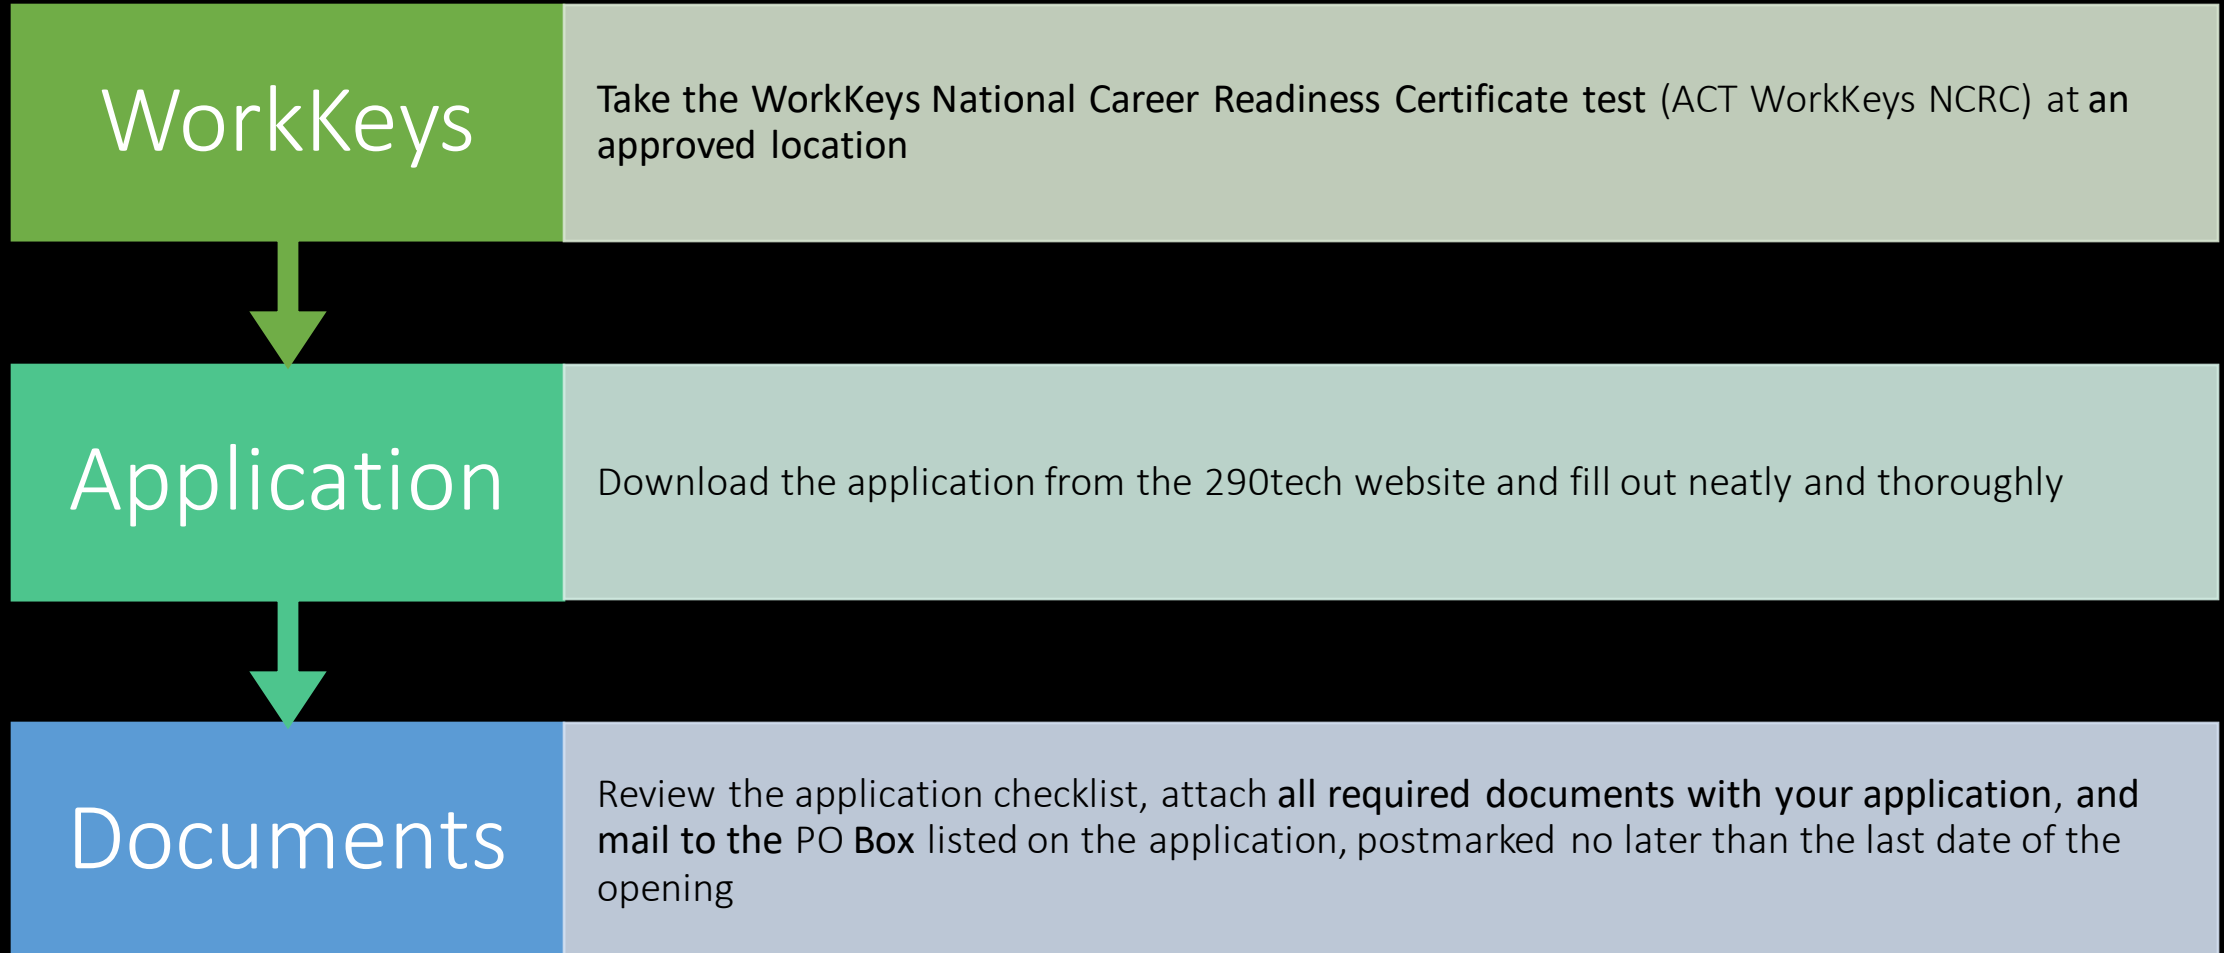 WorkKeys
Take the WorkKeys National Career Readiness Certificate test (ACT WorkKeys NCRC) at an
approved location
Application
Download the application from the 290tech website and fill out neatly and thoroughly
Documents
Review the application checklist, attach all required documents with your application, and
mail to the PO Box listed on the application, postmarked no later than the last date of the
opening